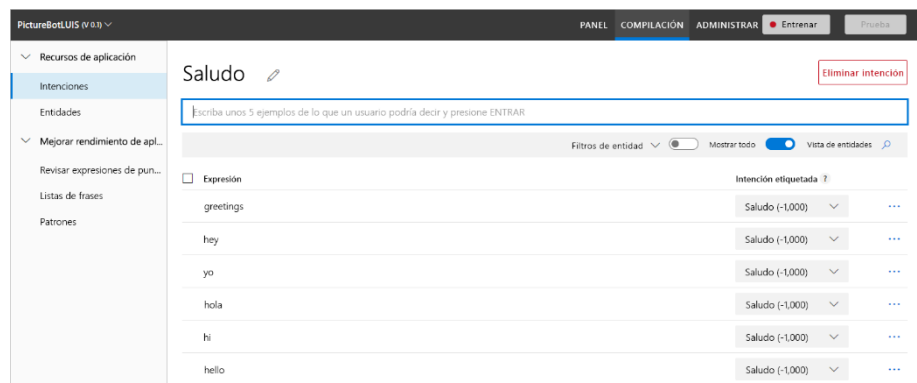 PictureBotLUIS (V 0.1) PANEL COMPILACIÓN ADMINISTRAR Entrenar Prueba
Recursos de aplicación
Saludo
Eliminar intención
Intenciones
Entidades
Escriba unos 5 ejemplos de lo que un usuario podría decir y presione ENTRAR
Mejorar rendimiento de apl...
Filtros de entidad Mostrar todo Vista de entidades
Revisar expresiones de pun...
Expresión Intención etiquetada ?
Listas de frases
greetings Saludo (-1,000) ...
Patrones
hey Saludo (-1,000) ...
yo Saludo (-1,000) ...
hola Saludo (-1,000) ...
hi Saludo (-1,000) ...
hello Saludo (-1,000) ...